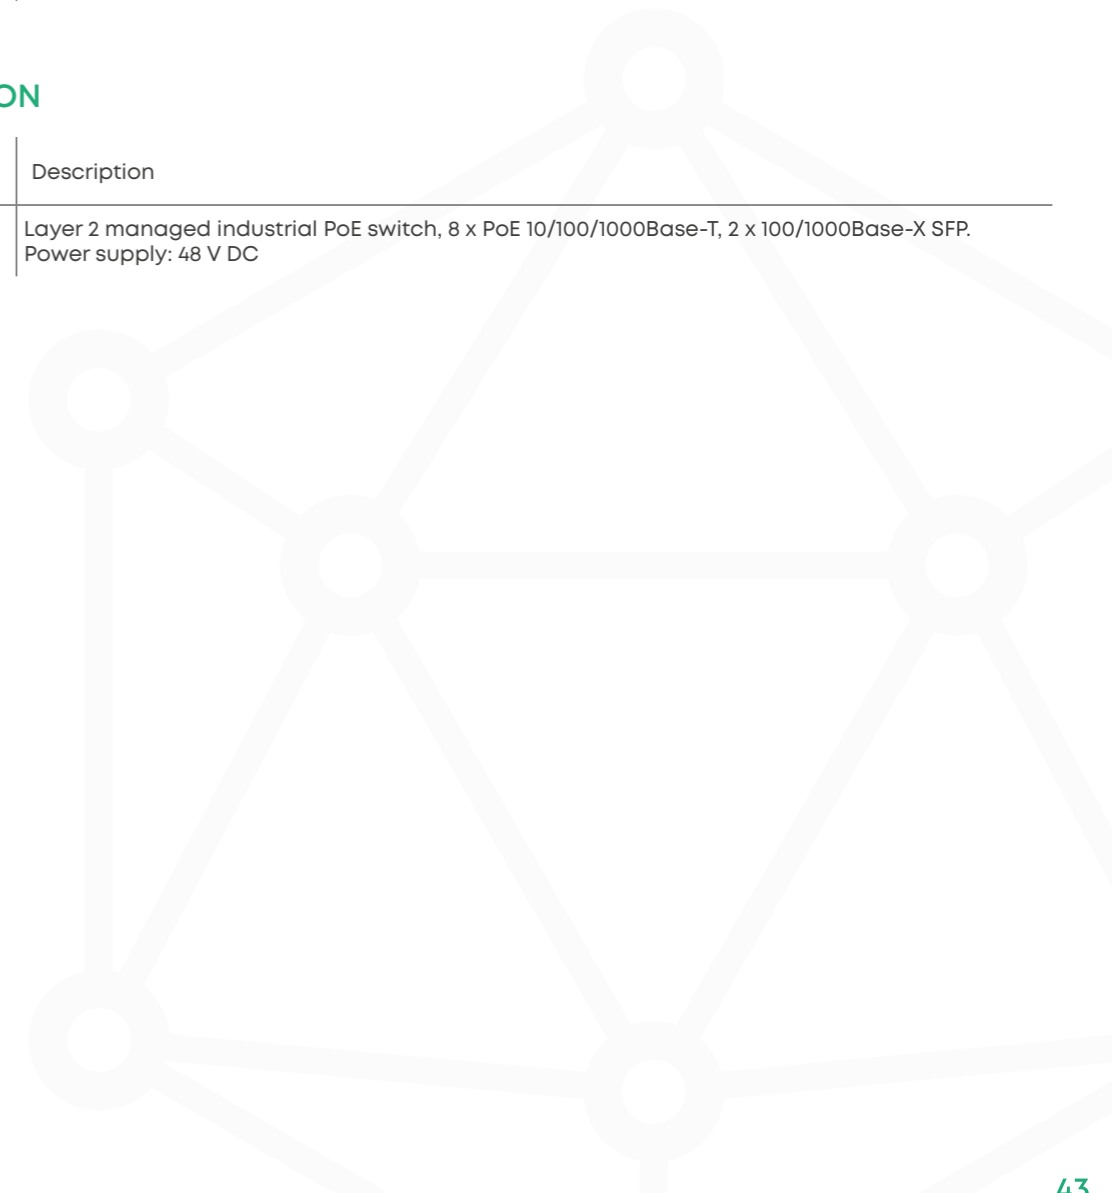 ON
Description
Layer 2 managed industrial PoE switch, 8 x PoE 10/100/1000Base-T, 2 x 100/1000Base-X SFP.
Power supply: 48 V DC
43